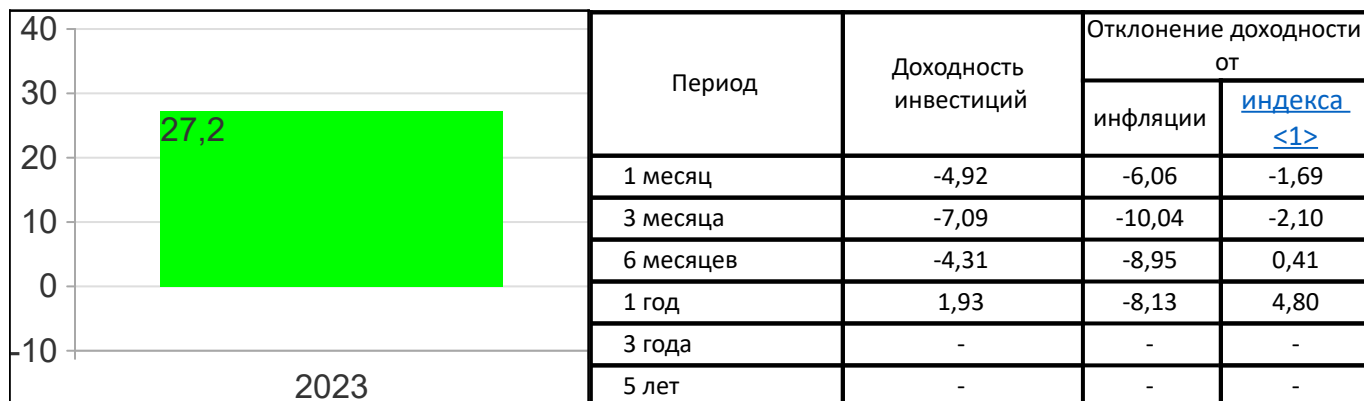 40
30
27,2
20
10
0
-10
2023
Период
Доходность
инвестиций
Отклонение доходности
от
инфляции
индекса
<1>
1 месяц -4,92 -6,06 -1,69
3 месяца -7,09 -10,04 -2,10
6 месяцев -4,31 -8,95 0,41
1 год 1,93 -8,13 4,80
3 года - - -
5 лет - - -